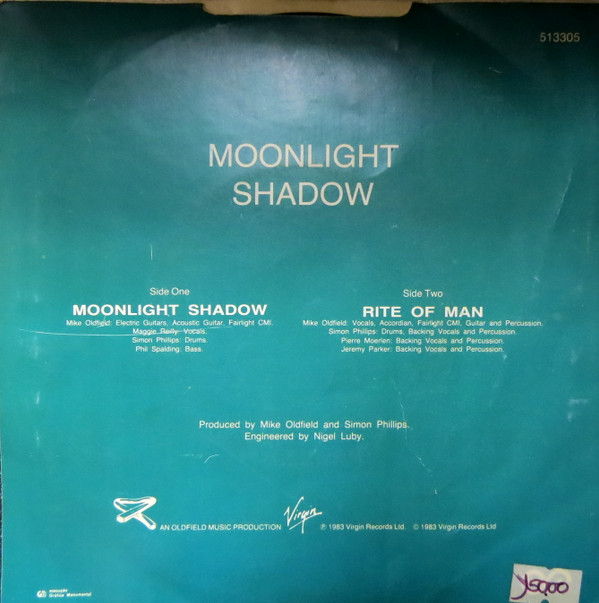 513305
MOONLIGHT
SHADOW
Side One
MOONLIGHT SHADOW
Mike Oldfield: Electric Guitars, Acoustic Guitar, Fairlight CMI.
Maggie Reilly: Vocals.
Simon Phillips: Drums.
Phil Spalding: Bass.
Side Two
RITE OF MAN
Mike Oldfield: Vocals, Accordian, Fairlight CMI, Guitar and Percussion,
Simon Phillips: Drums, Backing Vocals and Percussion.
Pierre Moerlen: Backing Vocals and Percussion.
Jeremy Parker: Backing Vocals and Percussion.
Produced by Mike Oldfield and Simon Phillips.
Engineered by Nigel Luby.
AN OLDFIELD MUSIC PRODUCTION
Virgin
℗ 1983 Virgin Records Ltd. © 1983 Virgin Records Ltd
Gráfica Monumental